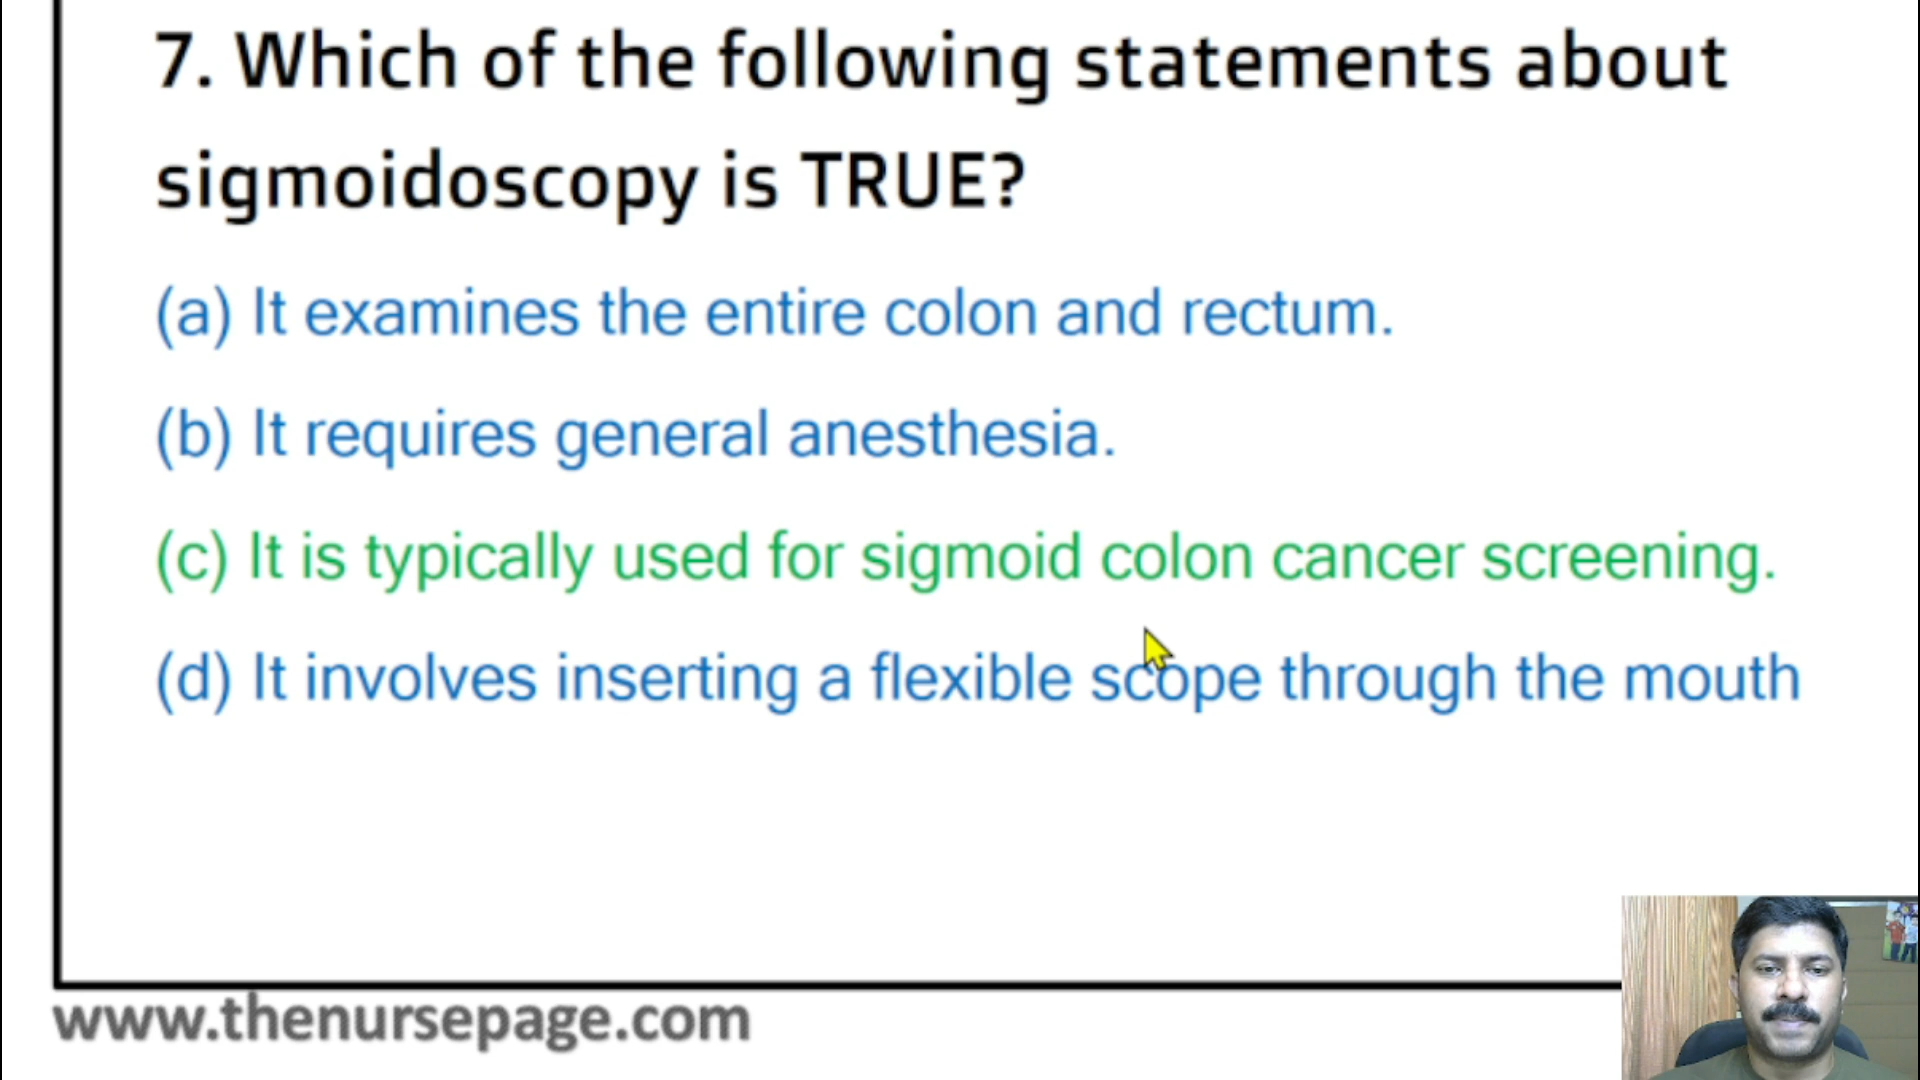 7. Which of the following statements about
sigmoidoscopy is TRUE?
(a) It examines the entire colon and rectum.
(b) It requires general anesthesia.
(c) It is typically used for sigmoid colon cancer screening.
(d) It involves inserting a flexible scope through the mouth
www.thenursepage.com